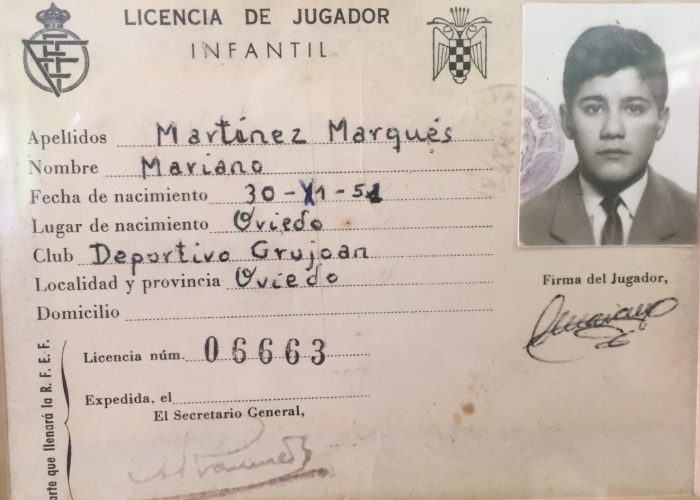 LICENCIA DE JUGADOR
INFANTIL
Apellidos Martínez Marqués
Nombre Mariano
Fecha de nacimiento 30-XI-51
Lugar de nacimiento Oviedo
Club Deportivo Grujoan
Localidad y provincia Oviedo
Domicilio
Firma del Jugador,
Licencia núm. 06663
Expedida, el
El Secretario General,
arte que llenará la R. F. E. F.